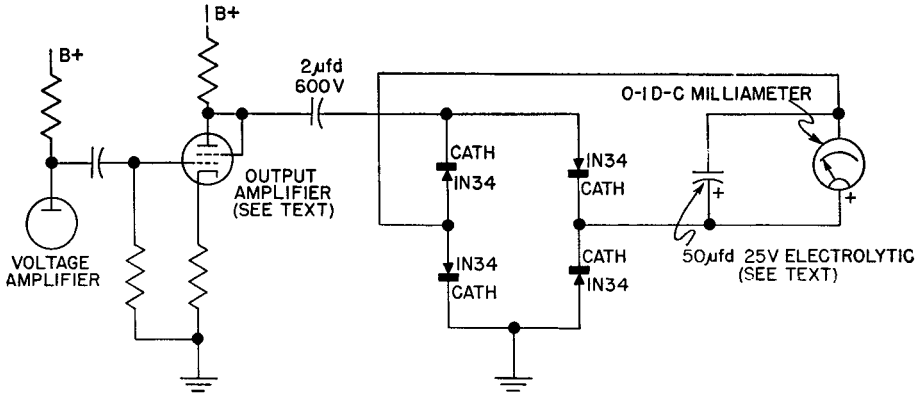 B+
B+
2µfd
600V
0-1 D-C MILLIAMETER
CATH
IN34
IN34
CATH
OUTPUT
AMPLIFIER
(SEE TEXT)
+
+
VOLTAGE
AMPLIFIER
IN34
CATH
CATH
IN34
50µfd 25V ELECTROLYTIC
(SEE TEXT)